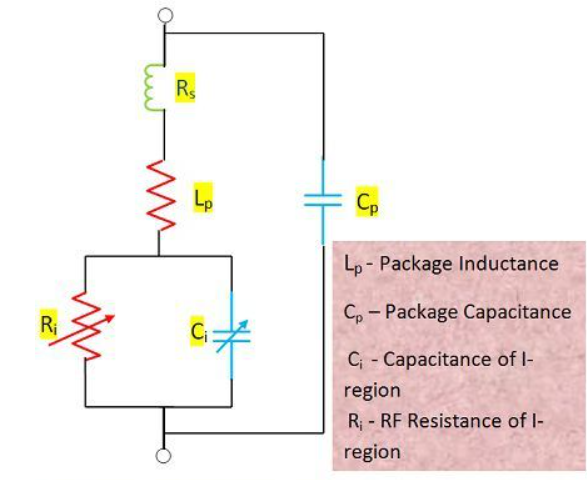 Rs
Lp
Cp
Ri
Ci
Lp - Package Inductance
Cp – Package Capacitance
Ci - Capacitance of I-
region
Ri - RF Resistance of I-
region